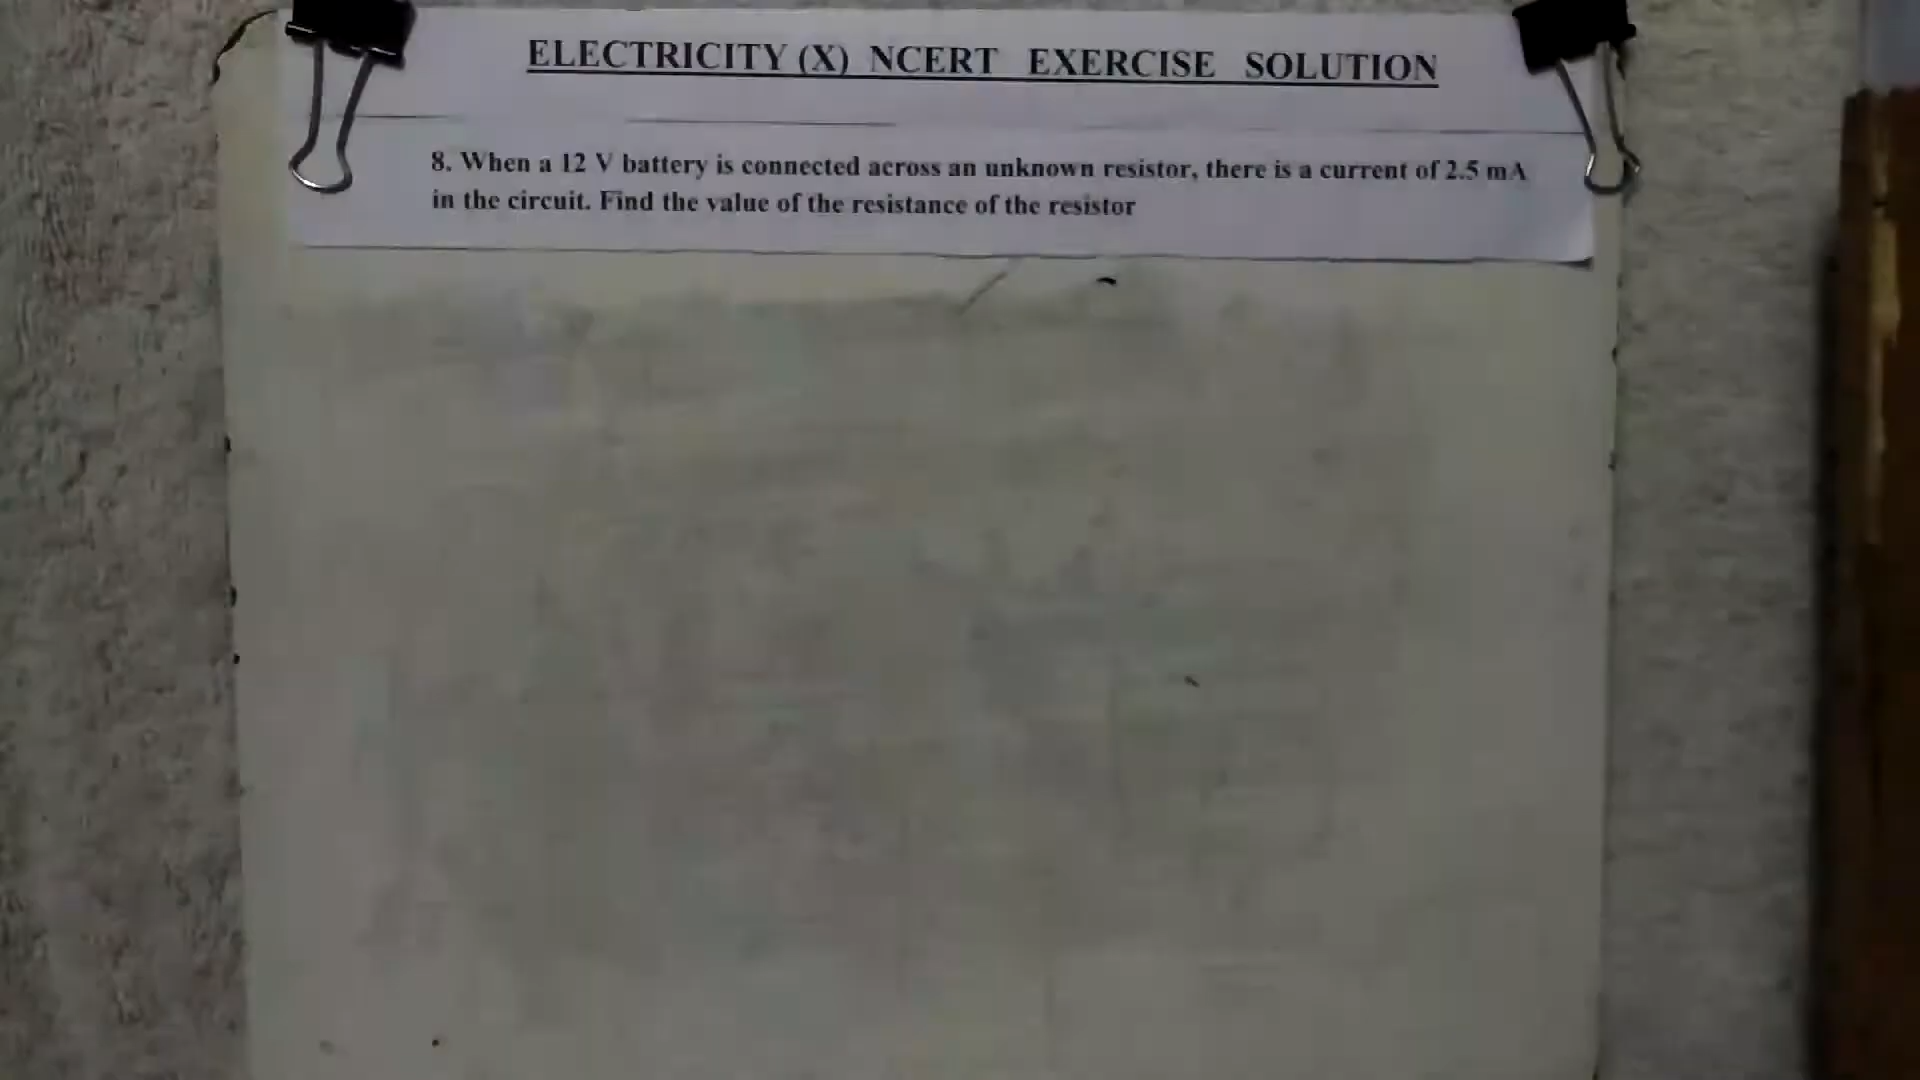 ELECTRICITY (X) NCERT EXERCISE SOLUTION
8. When a 12 V battery is connected across an unknown resistor, there is a current of 2.5 mA
in the circuit. Find the value of the resistance of the resistor